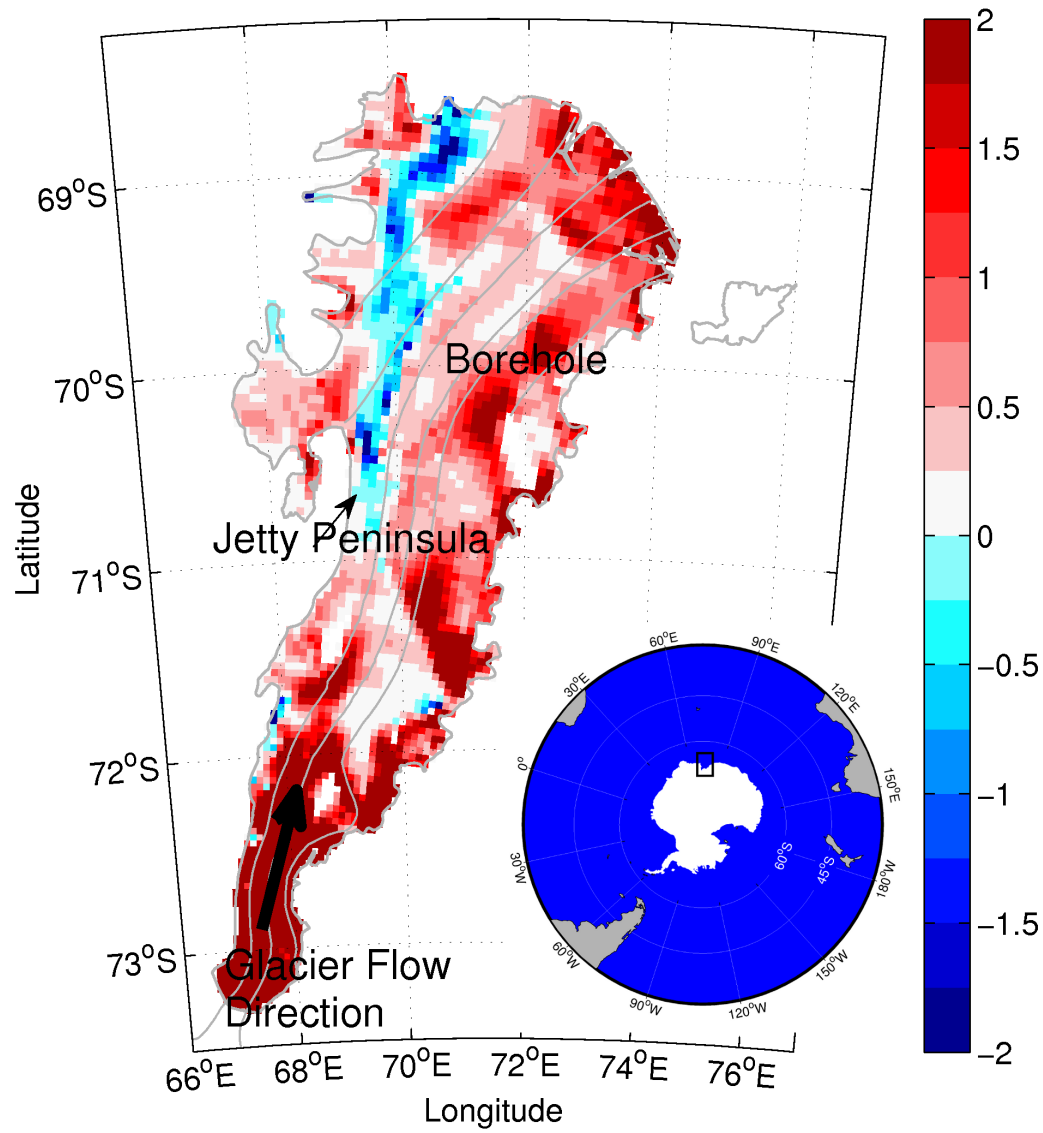 2
1.5
1
0.5
0
−0.5
−1
−1.5
−2
69°S
70°S
71°S
72°S
73°S
Latitude
Borehole
Jetty Peninsula
Glacier Flow
Direction
66°E
68°E
70°E
72°E
74°E
76°E
Longitude
60°E
90°E
30°E
120°E
0°
150°E
30°W
180°W
60°W
150°W
90°W
120°W
60°S
45°S